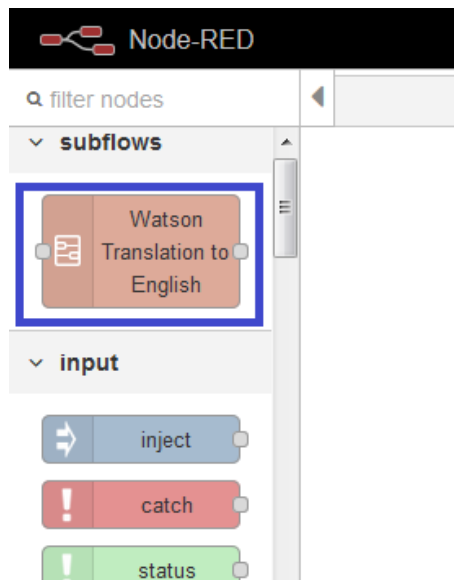 Node-RED
filter nodes
subflows
Watson
Translation to
English
input
inject
catch
status